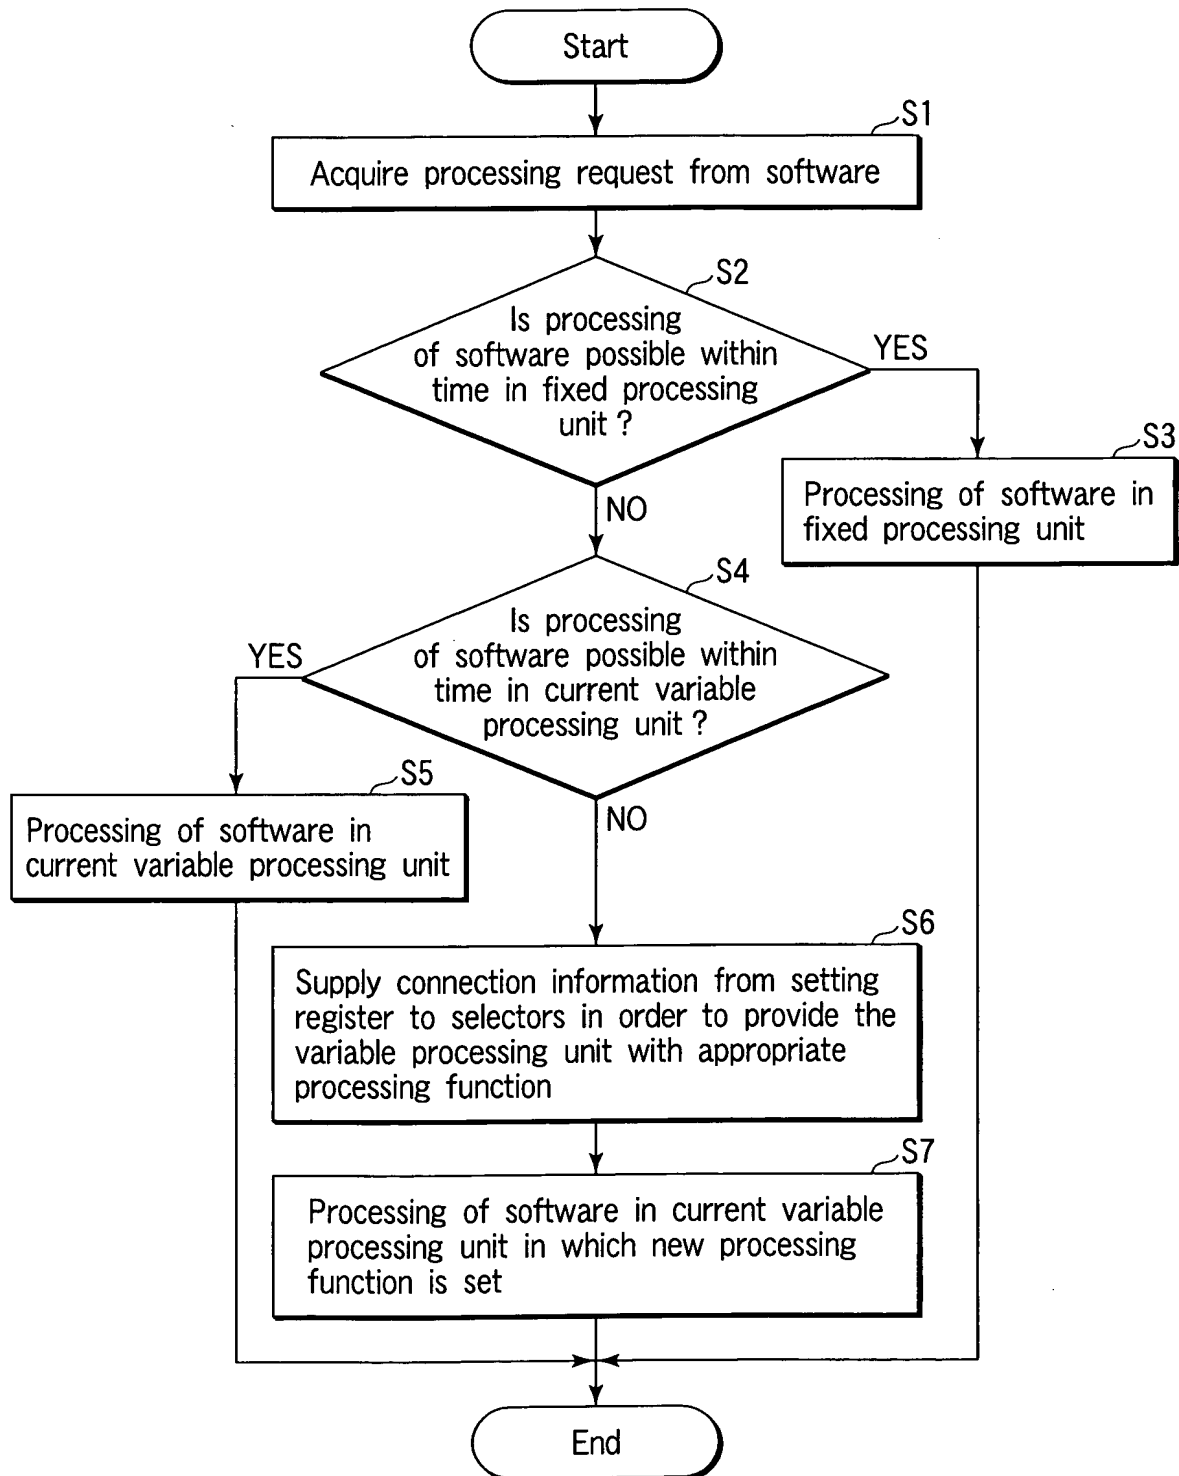 Start
S1
Acquire processing request from software
S2
Is processing
of software possible within
time in fixed processing
unit ?
YES
NO
S3
Processing of software in
fixed processing unit
S4
Is processing
of software possible within
time in current variable
processing unit ?
YES
NO
S5
Processing of software in
current variable processing unit
S6
Supply connection information from setting
register to selectors in order to provide the
variable processing unit with appropriate
processing function
S7
Processing of software in current variable
processing unit in which new processing
function is set
End